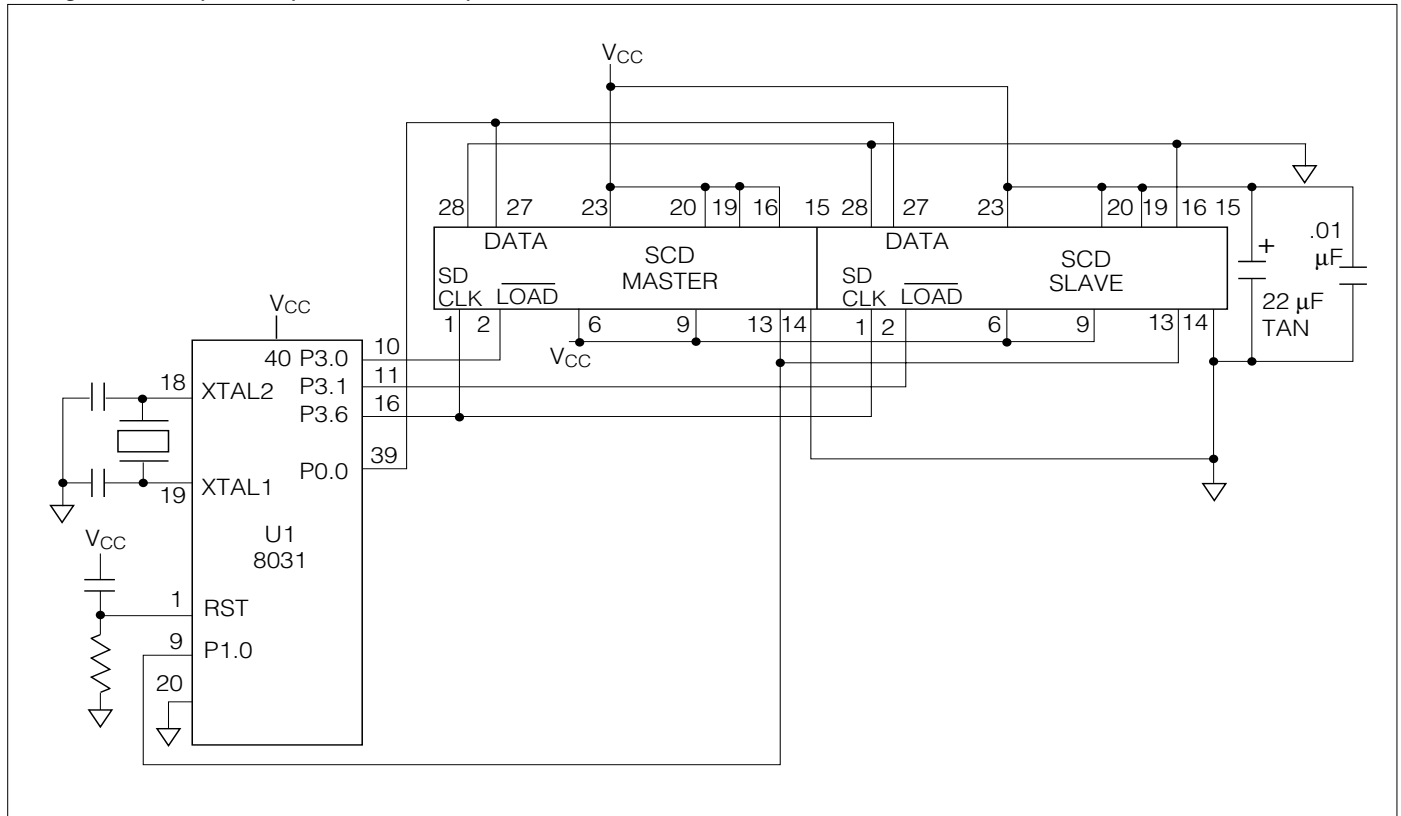 VCC
28 27 23 20 19 16 15 28 27 23 20 19 16 15
DATA
SCD
MASTER
SD
CLK
LOAD
DATA
SCD
SLAVE
SD
CLK
LOAD
+
22 µF
TAN
.01
µF
1 2 6 9 13 14 1 2 6 9 13 14
VCC
VCC
40 P3.0 10
P3.1 11
P3.6 16
P0.0 39
18 XTAL2
19 XTAL1
U1
8031
VCC
1 RST
9 P1.0
20